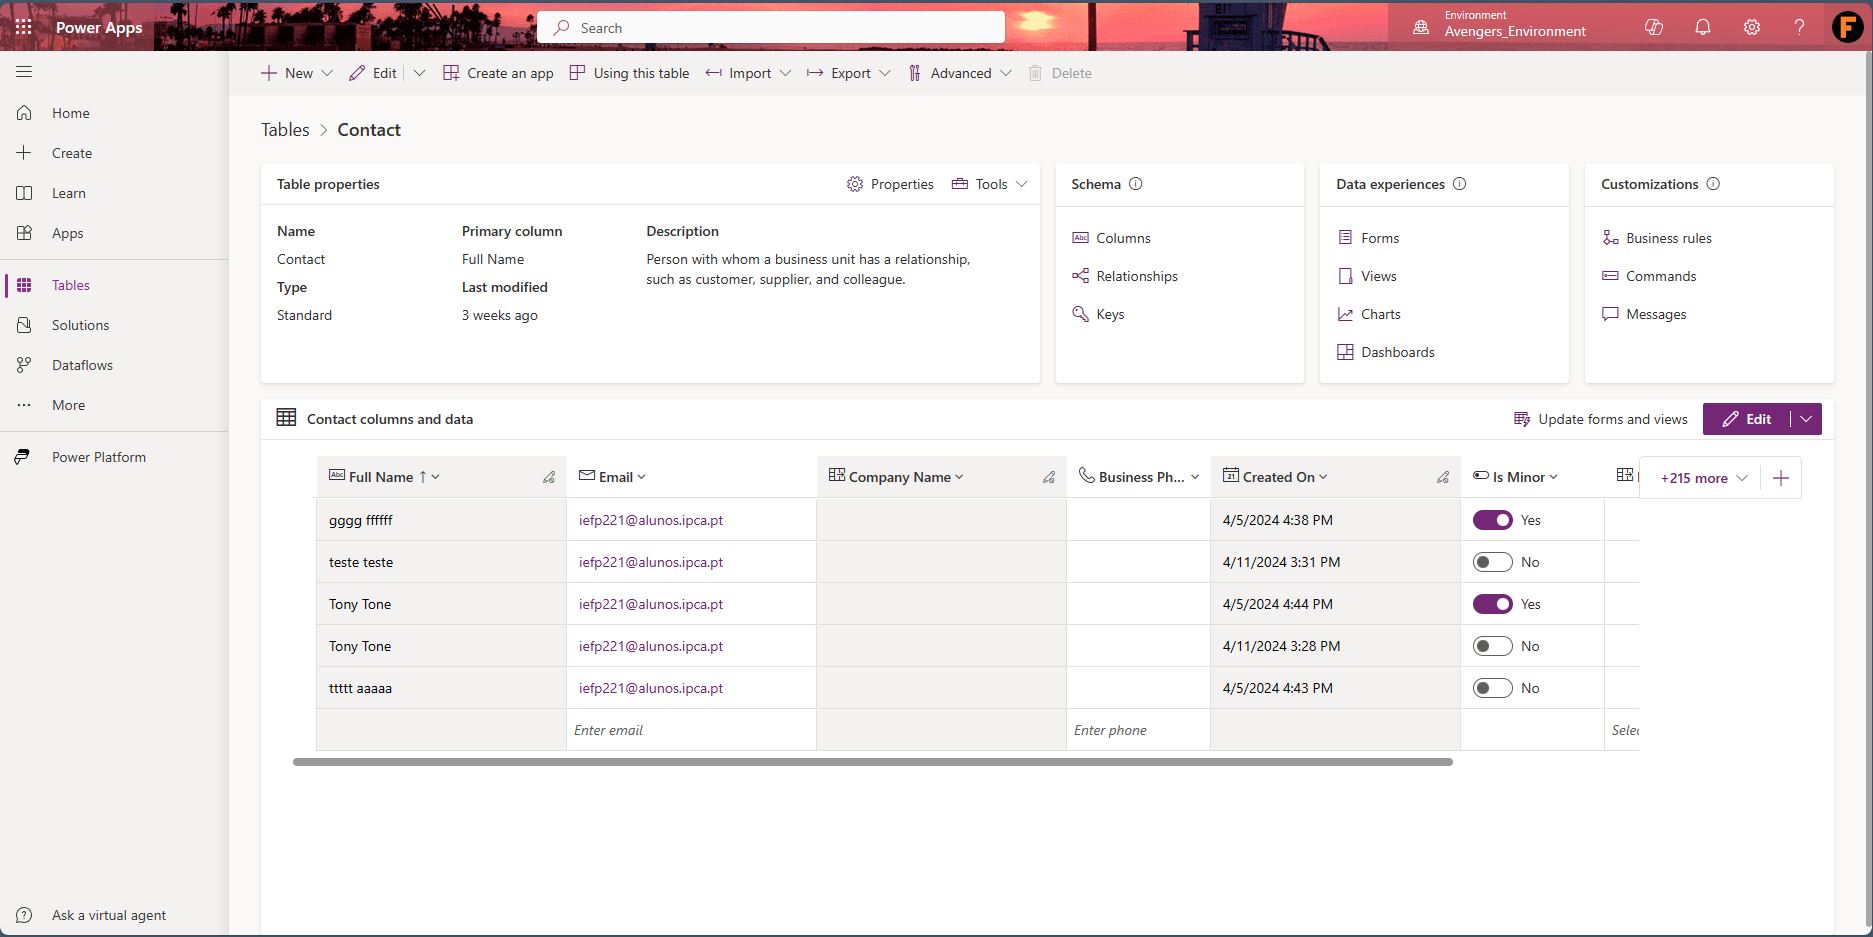 Power Apps
Search
Environment
Avengers_Environment
New
Edit
Create an app
Using this table
Import
Export
Advanced
Delete
Home
Create
Learn
Apps
Tables
Solutions
Dataflows
More
Power Platform
Ask a virtual agent
Tables > Contact
Table properties
Properties
Tools
Name
Primary column
Description
Contact
Full Name
Person with whom a business unit has a relationship,
such as customer, supplier, and colleague.
Type
Last modified
Standard
3 weeks ago
Schema
Columns
Relationships
Keys
Data experiences
Forms
Views
Charts
Dashboards
Customizations
Business rules
Commands
Messages
Contact columns and data
Update forms and views
Edit
Full Name ↑ Email Company Name Business Ph... Created On Is Minor +215 more
gggg ffffff iefp221@alunos.ipca.pt 4/5/2024 4:38 PM Yes
teste teste iefp221@alunos.ipca.pt 4/11/2024 3:31 PM No
Tony Tone iefp221@alunos.ipca.pt 4/5/2024 4:44 PM Yes
Tony Tone iefp221@alunos.ipca.pt 4/11/2024 3:28 PM No
ttttt aaaaa iefp221@alunos.ipca.pt 4/5/2024 4:43 PM No
Enter email Enter phone